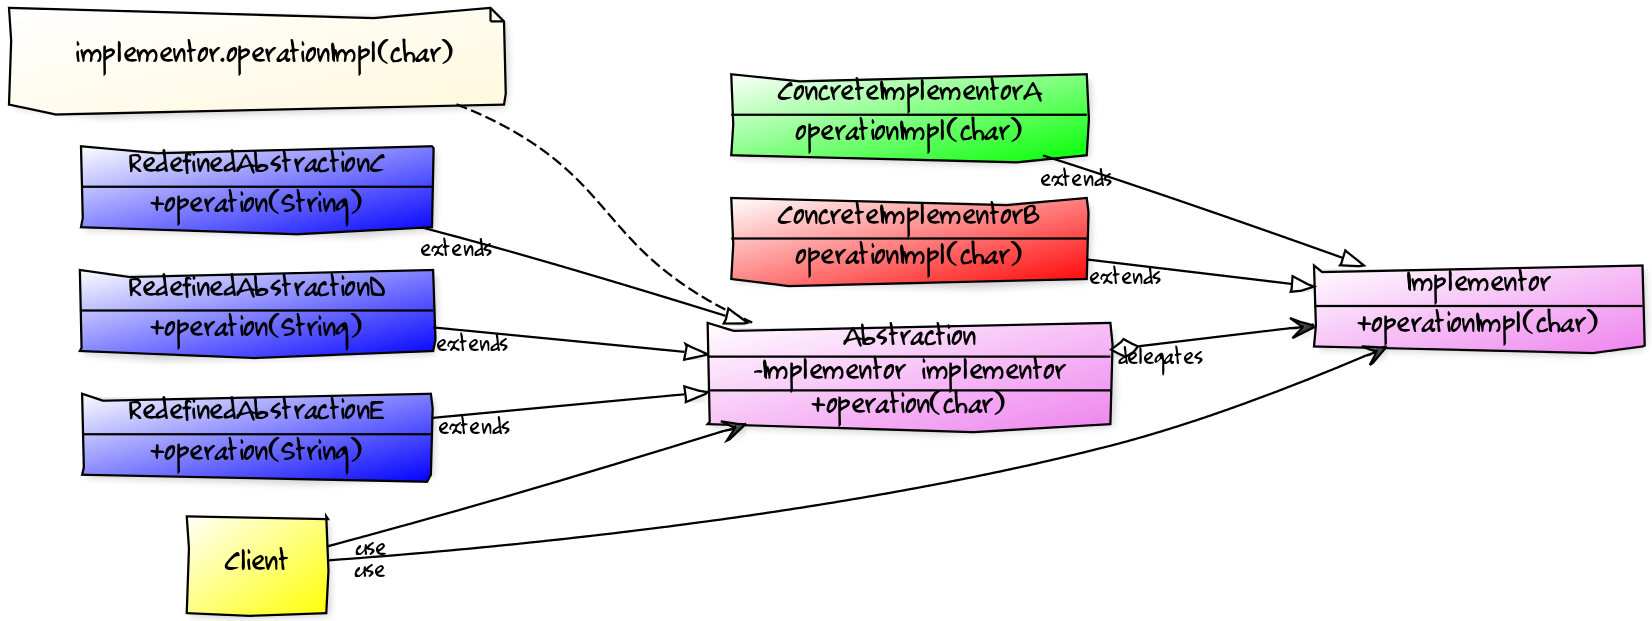 implementor.operationImpl(char)
RedefinedAbstractionC
+operation(String)
extends
RedefinedAbstractionD
+operation(String)
extends
RedefinedAbstractionE
+operation(String)
extends
Client
use
use
ConcreteImplementorA
operationImpl(char)
extends
ConcreteImplementorB
operationImpl(char)
extends
Abstraction
-Implementor implementor
+operation(char)
delegates
Implementor
+operationImpl(char)